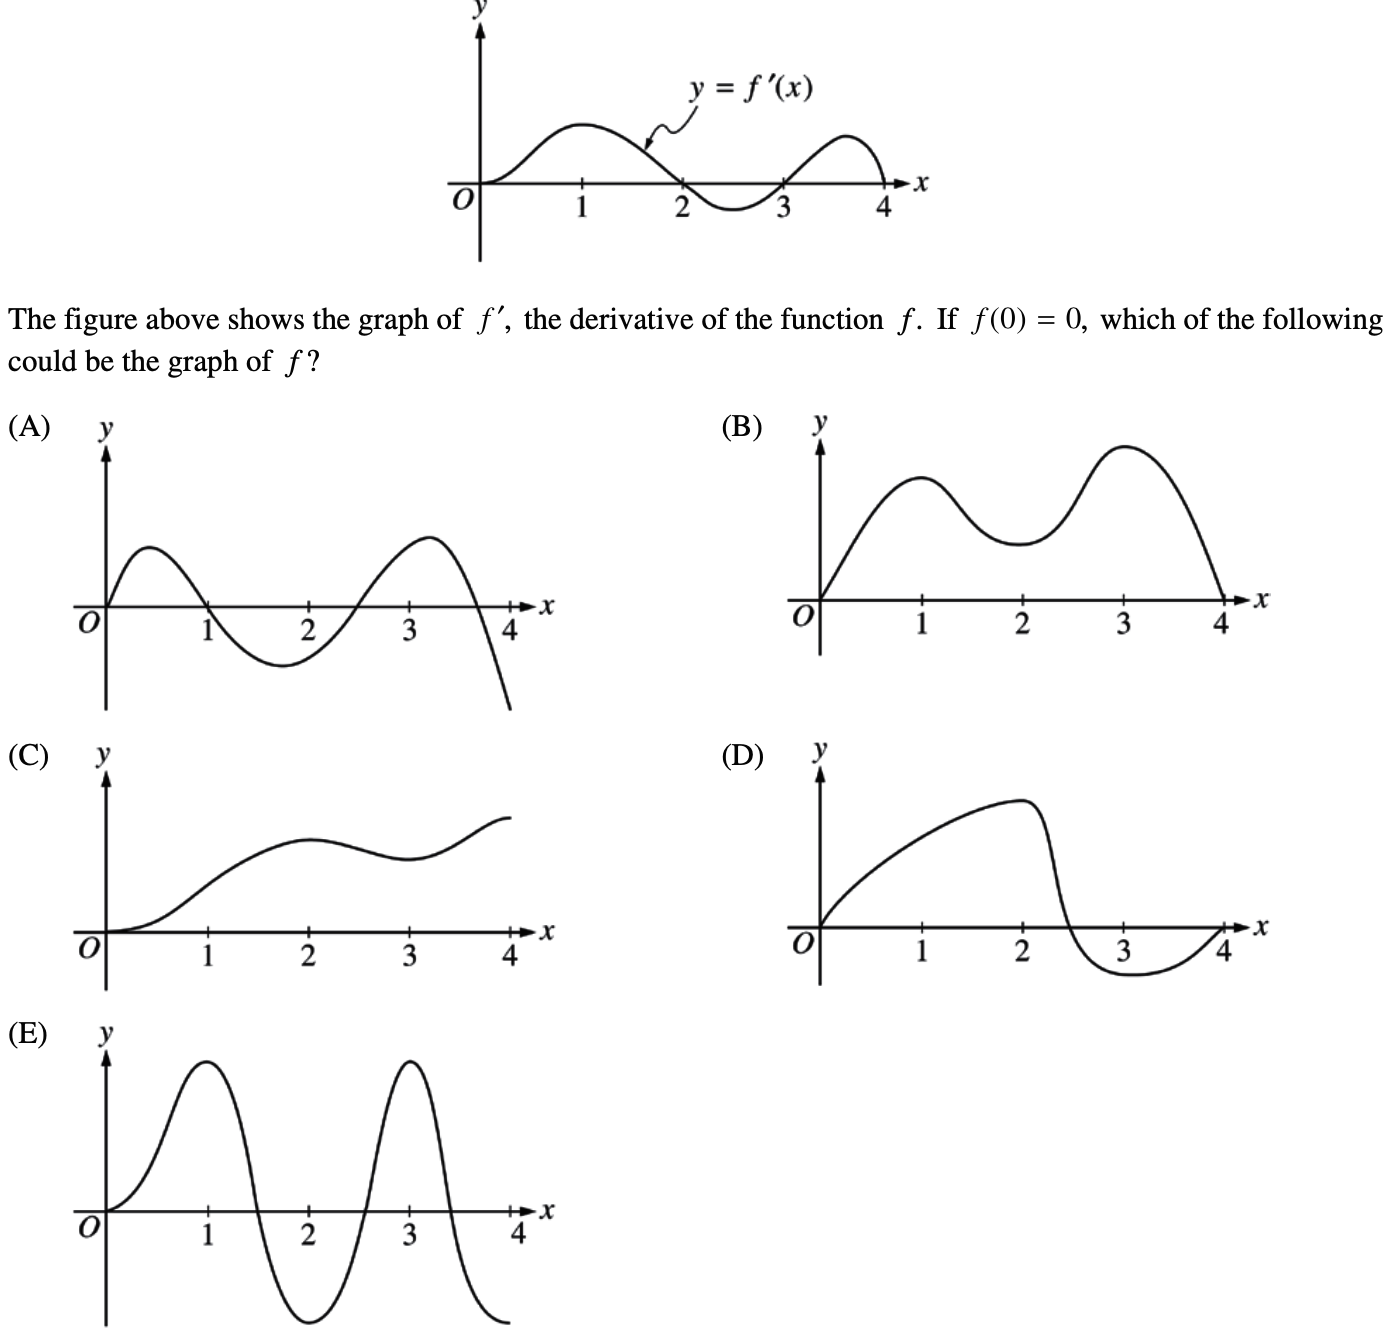 y
y = f ′(x)
O 1 2 3 4 x
The figure above shows the graph of f ′, the derivative of the function f. If f(0) = 0, which of the following
could be the graph of f ?
(A) y
O 1 2 3 4 x
(B) y
O 1 2 3 4 x
(C) y
O 1 2 3 4 x
(D) y
O 1 2 3 4 x
(E) y
O 1 2 3 4 x